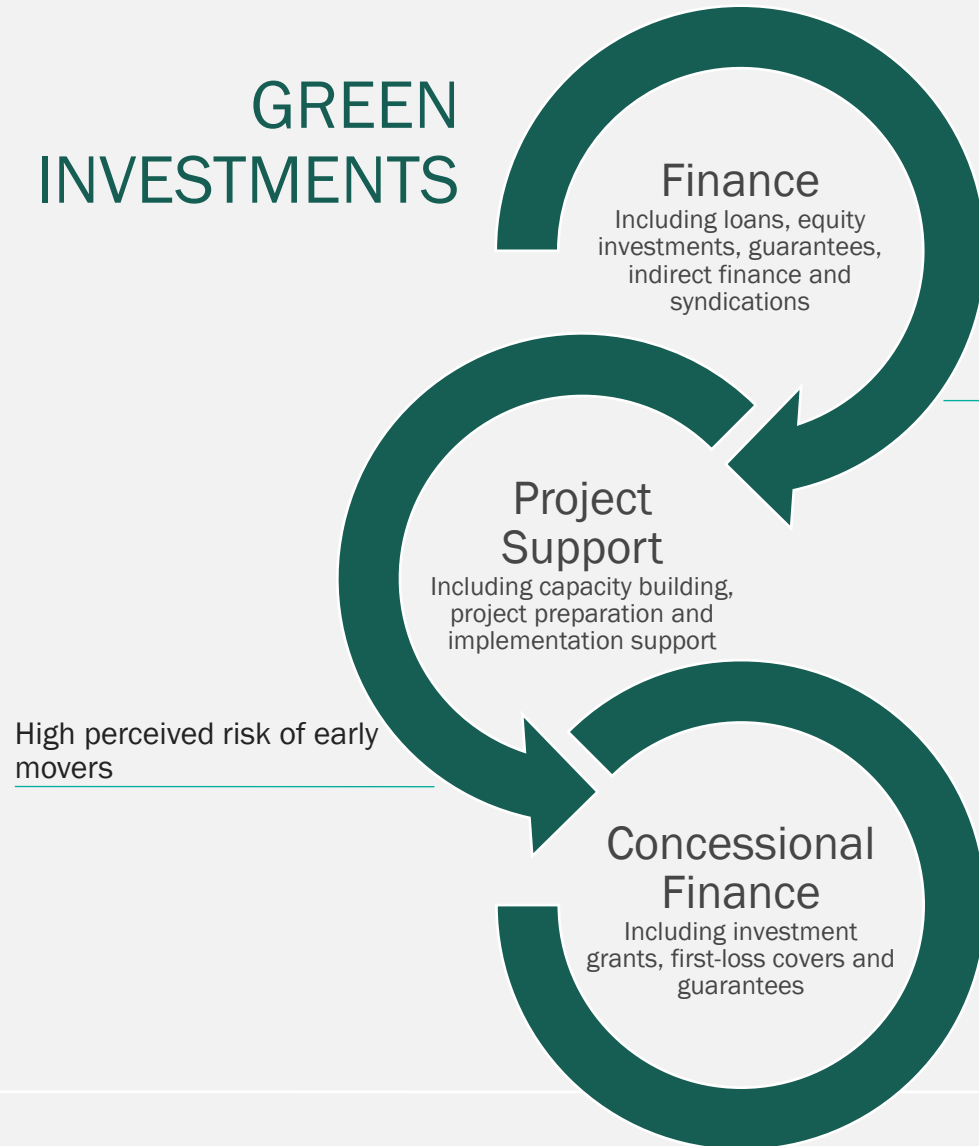 GREEN
INVESTMENTS
Finance
Including loans, equity
investments, guarantees,
indirect finance and
syndications
Project
Support
Including capacity building,
project preparation and
implementation support
High perceived risk of early
movers
Concessional
Finance
Including investment
grants, first-loss covers and
guarantees